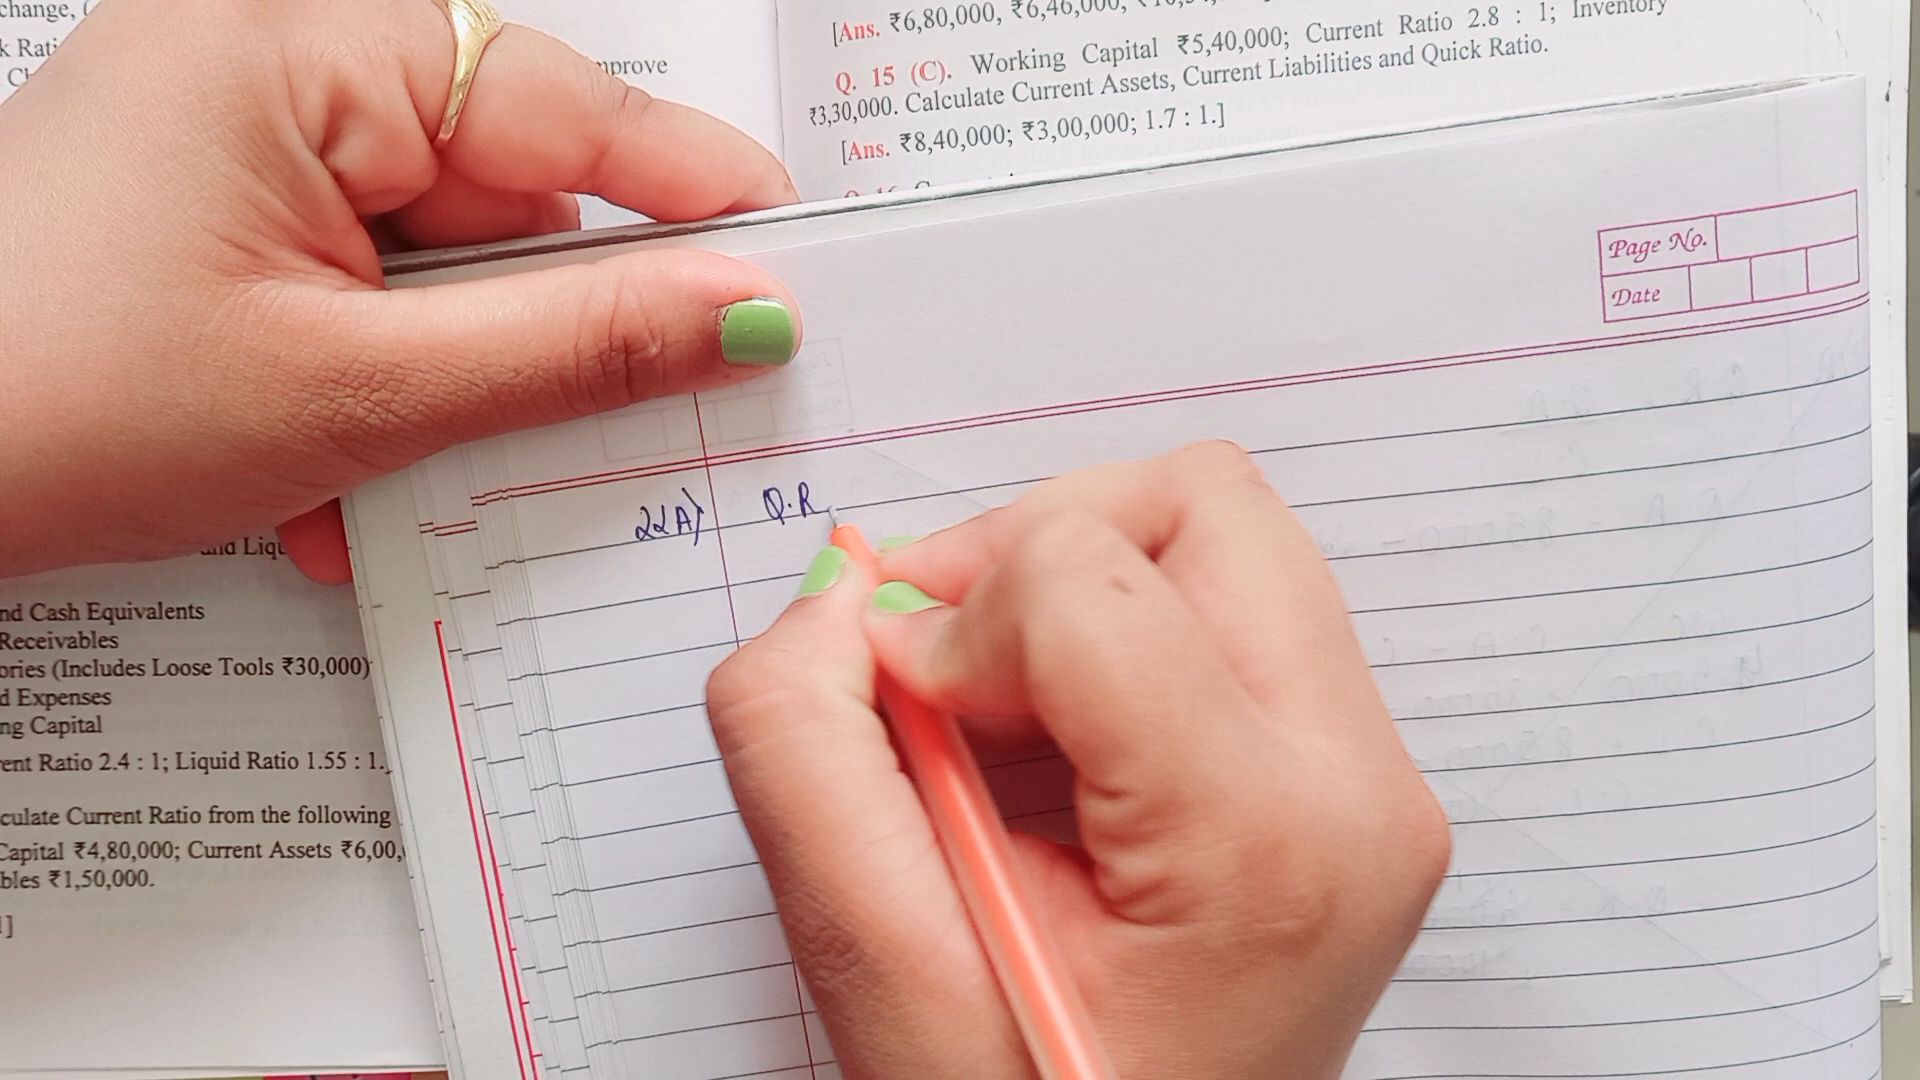 change, (
k Rati
mprove
[Ans. ₹6,80,000, ₹6,46,000,
Q. 15 (C). Working Capital ₹5,40,000; Current Ratio 2.8 : 1; Inventory
₹3,30,000. Calculate Current Assets, Current Liabilities and Quick Ratio.
[Ans. ₹8,40,000; ₹3,00,000; 1.7 : 1.]
Page No.
Date
22A) Q.R
and Liqu
nd Cash Equivalents
Receivables
ories (Includes Loose Tools ₹30,000)
d Expenses
ng Capital
rent Ratio 2.4 : 1; Liquid Ratio 1.55 : 1.
culate Current Ratio from the following
Capital ₹4,80,000; Current Assets ₹6,00,
bles ₹1,50,000.